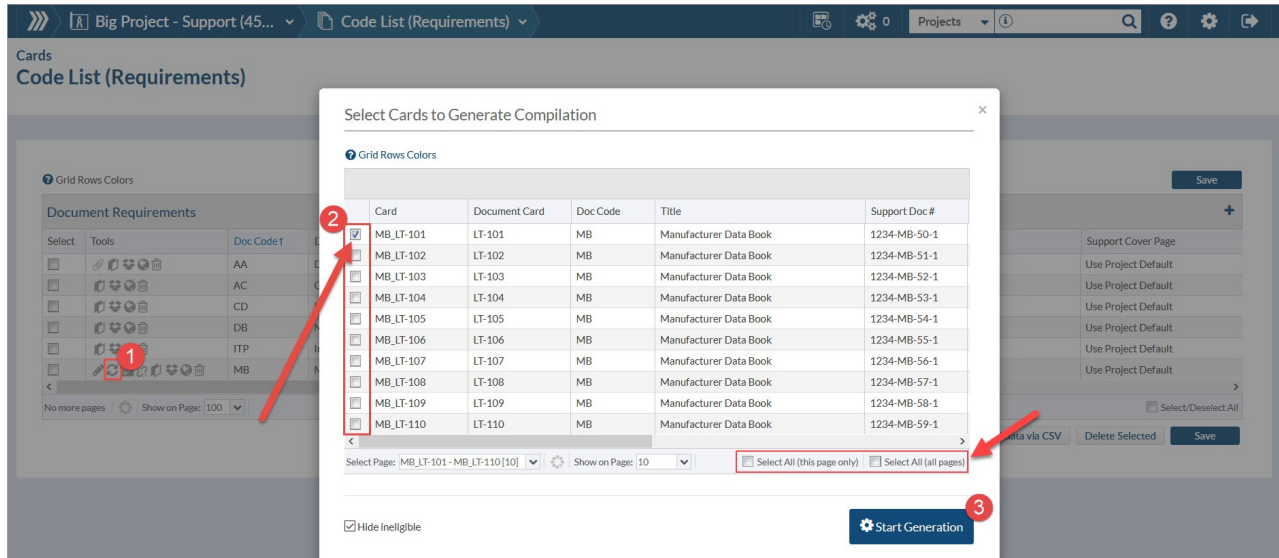 Big Project - Support (45...
Code List (Requirements)
0
Projects
Cards
Code List (Requirements)
Select Cards to Generate Compilation
×
Grid Rows Colors
Grid Rows Colors
Save
Document Requirements
+
2
Card Document Card Doc Code Title Support Doc #
Select Tools Doc Code↑ Support Cover Page
MB_LT-101 LT-101 MB Manufacturer Data Book 1234-MB-50-1
MB_LT-102 LT-102 MB Manufacturer Data Book 1234-MB-51-1
MB_LT-103 LT-103 MB Manufacturer Data Book 1234-MB-52-1
MB_LT-104 LT-104 MB Manufacturer Data Book 1234-MB-53-1
MB_LT-105 LT-105 MB Manufacturer Data Book 1234-MB-54-1
MB_LT-106 LT-106 MB Manufacturer Data Book 1234-MB-55-1
MB_LT-107 LT-107 MB Manufacturer Data Book 1234-MB-56-1
MB_LT-108 LT-108 MB Manufacturer Data Book 1234-MB-57-1
MB_LT-109 LT-109 MB Manufacturer Data Book 1234-MB-58-1
MB_LT-110 LT-110 MB Manufacturer Data Book 1234-MB-59-1
AA Use Project Default
AC Use Project Default
CD Use Project Default
DB Use Project Default
ITP Use Project Default
1
MB Use Project Default
No more pages Show on Page: 100
Select/Deselect All
Data via CSV Delete Selected Save
Select Page: MB_LT-101 - MB_LT-110 [10] Show on Page: 10 Select All (this page only) Select All (all pages)
3
Hide ineligible
Start Generation